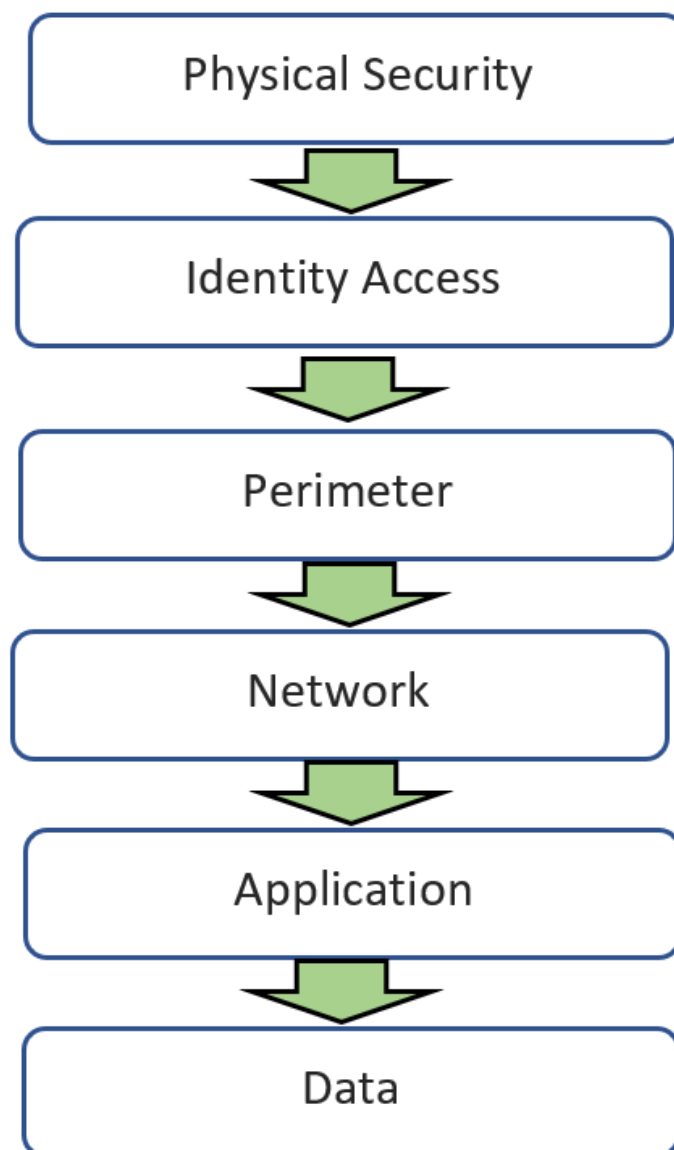 Physical Security
Identity Access
Perimeter
Network
Application
Data